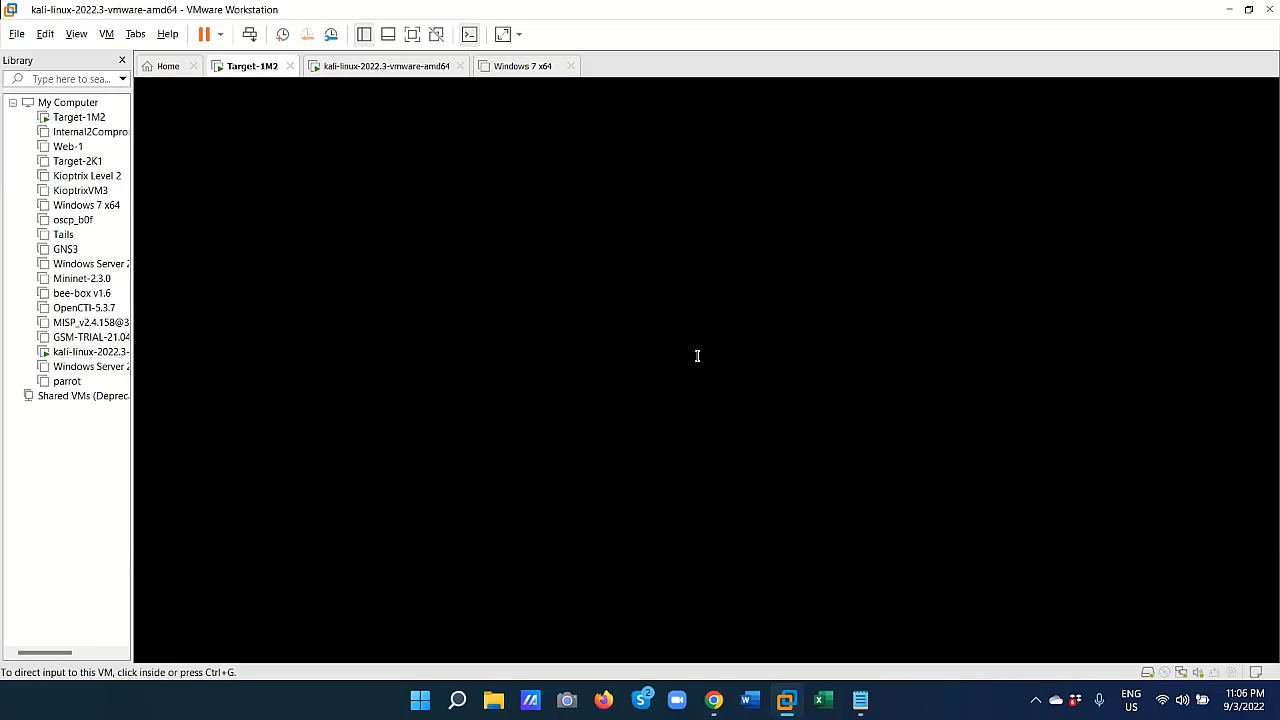 kali-linux-2022.3-vmware-amd64 - VMware Workstation
File Edit View VM Tabs Help
Library
Type here to sea...
Home
Target-1M2
kali-linux-2022.3-vmware-amd64
Windows 7 x64
My Computer
Target-1M2
Internal2Compro
Web-1
Target-2K1
Kioptrix Level 2
KioptrixVM3
Windows 7 x64
oscp_b0f
Tails
GNS3
Windows Server 2
Mininet-2.3.0
bee-box v1.6
OpenCTI-5.3.7
MISP_v2.4.158@3
GSM-TRIAL-21.04
kali-linux-2022.3-
Windows Server 2
parrot
Shared VMs (Deprec
To direct input to this VM, click inside or press Ctrl+G.
2
ENG
US
11:06 PM
9/3/2022